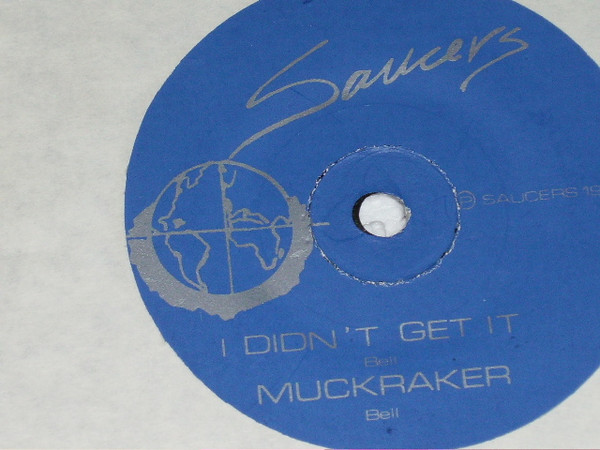 Saucers
℗ SAUCERS 19
I DIDN'T GET IT
Bell
MUCKRAKER
Bell